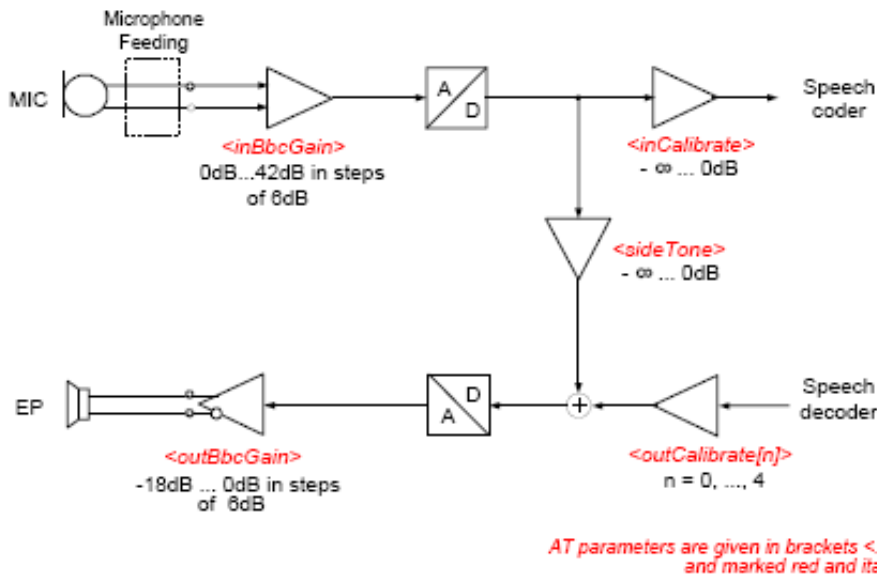 Microphone
Feeding
MIC
A
D
Speech
coder
<inBbcGain>
0dB...42dB in steps
of 6dB
<inCalibrate>
- ∞ ... 0dB
<sideTone>
- ∞ ... 0dB
EP
D
A
+
Speech
decoder
<outBbcGain>
-18dB ... 0dB in steps
of 6dB
<outCalibrate[n]>
n = 0, ..., 4
AT parameters are given in brackets <.
and marked red and ita